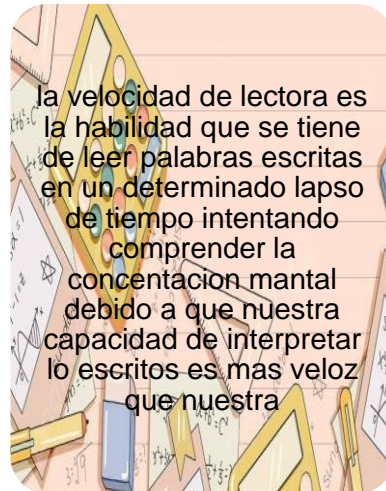 la velocidad de lectora es
la habilidad que se tiene
de leer palabras escritas
en un determinado lapso
de tiempo intentando
comprender la
concentacion mantal
debido a que nuestra
capacidad de interpretar
lo escritos es mas veloz
que nuestra